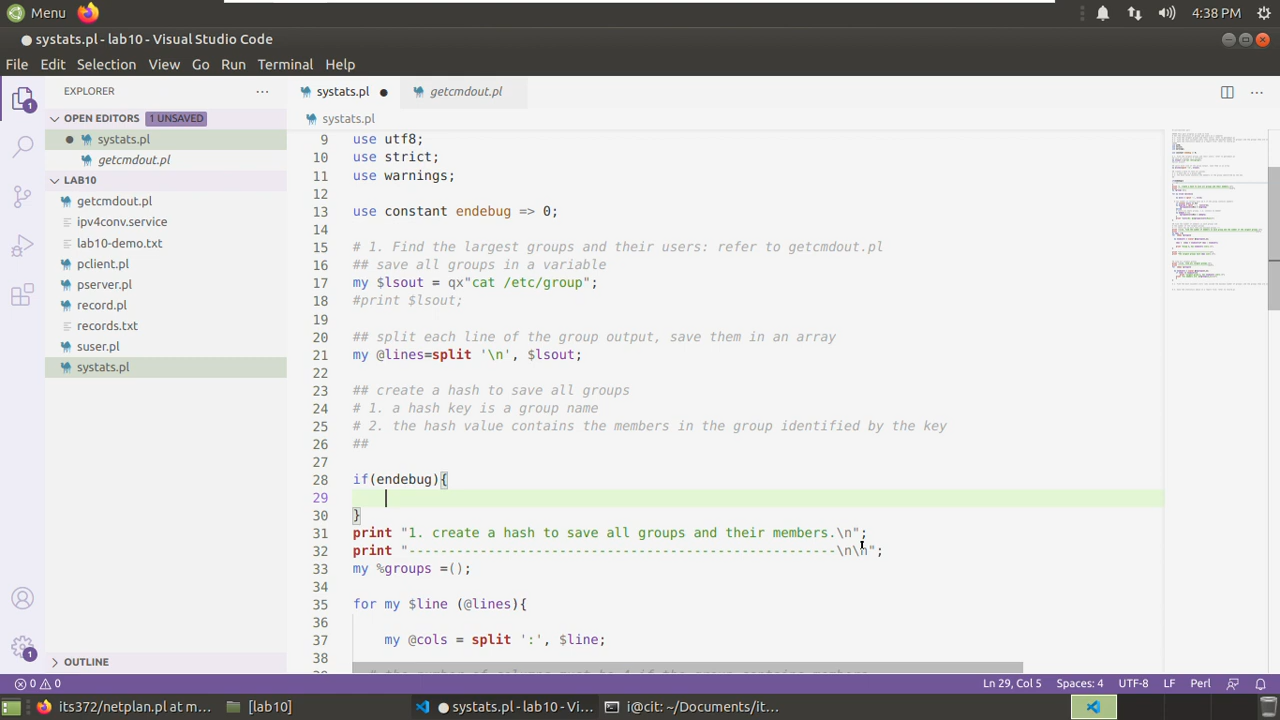 Menu
4:38 PM
systats.pl - lab10 - Visual Studio Code
File Edit Selection View Go Run Terminal Help
EXPLORER
systats.pl
getcmdout.pl
OPEN EDITORS 1 UNSAVED
systats.pl
systats.pl
getcmdout.pl
LAB10
getcmdout.pl
ipv4conv.service
lab10-demo.txt
pclient.pl
pserver.pl
record.pl
records.txt
suser.pl
systats.pl
OUTLINE
9 use utf8;
10 use strict;
11 use warnings;
12
13 use constant endebug => 0;
14
15 # 1. Find the largest groups and their users: refer to getcmdout.pl
16 ## save all groups in a variable
17 my $lsout = qx"cat /etc/group";
18 #print $lsout;
19
20 ## split each line of the group output, save them in an array
21 my @lines=split '\n', $lsout;
22
23 ## create a hash to save all groups
24 # 1. a hash key is a group name
25 # 2. the hash value contains the members in the group identified by the key
26 ##
27
28 if(endebug){
29
30 }
31 print "1. create a hash to save all groups and their members.\n";
32 print "------------------------------------------------------\n\n";
33 my %groups =();
34
35 for my $line (@lines){
36
37 my @cols = split ':', $line;
38
0 0
Ln 29, Col 5 Spaces: 4 UTF-8 LF Perl
its372/netplan.pl at m... [lab10] ● systats.pl - lab10 - Vi... i@cit: ~/Documents/it...
1
1